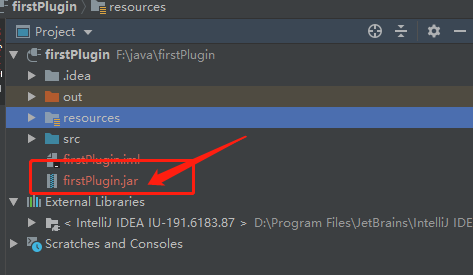 firstPlugin resources
Project
firstPlugin F:\java\firstPlugin
.idea
out
resources
src
firstPlugin.iml
firstPlugin.jar
External Libraries
< IntelliJ IDEA IU-191.6183.87 > D:\Program Files\JetBrains\IntelliJ IDE
Scratches and Consoles